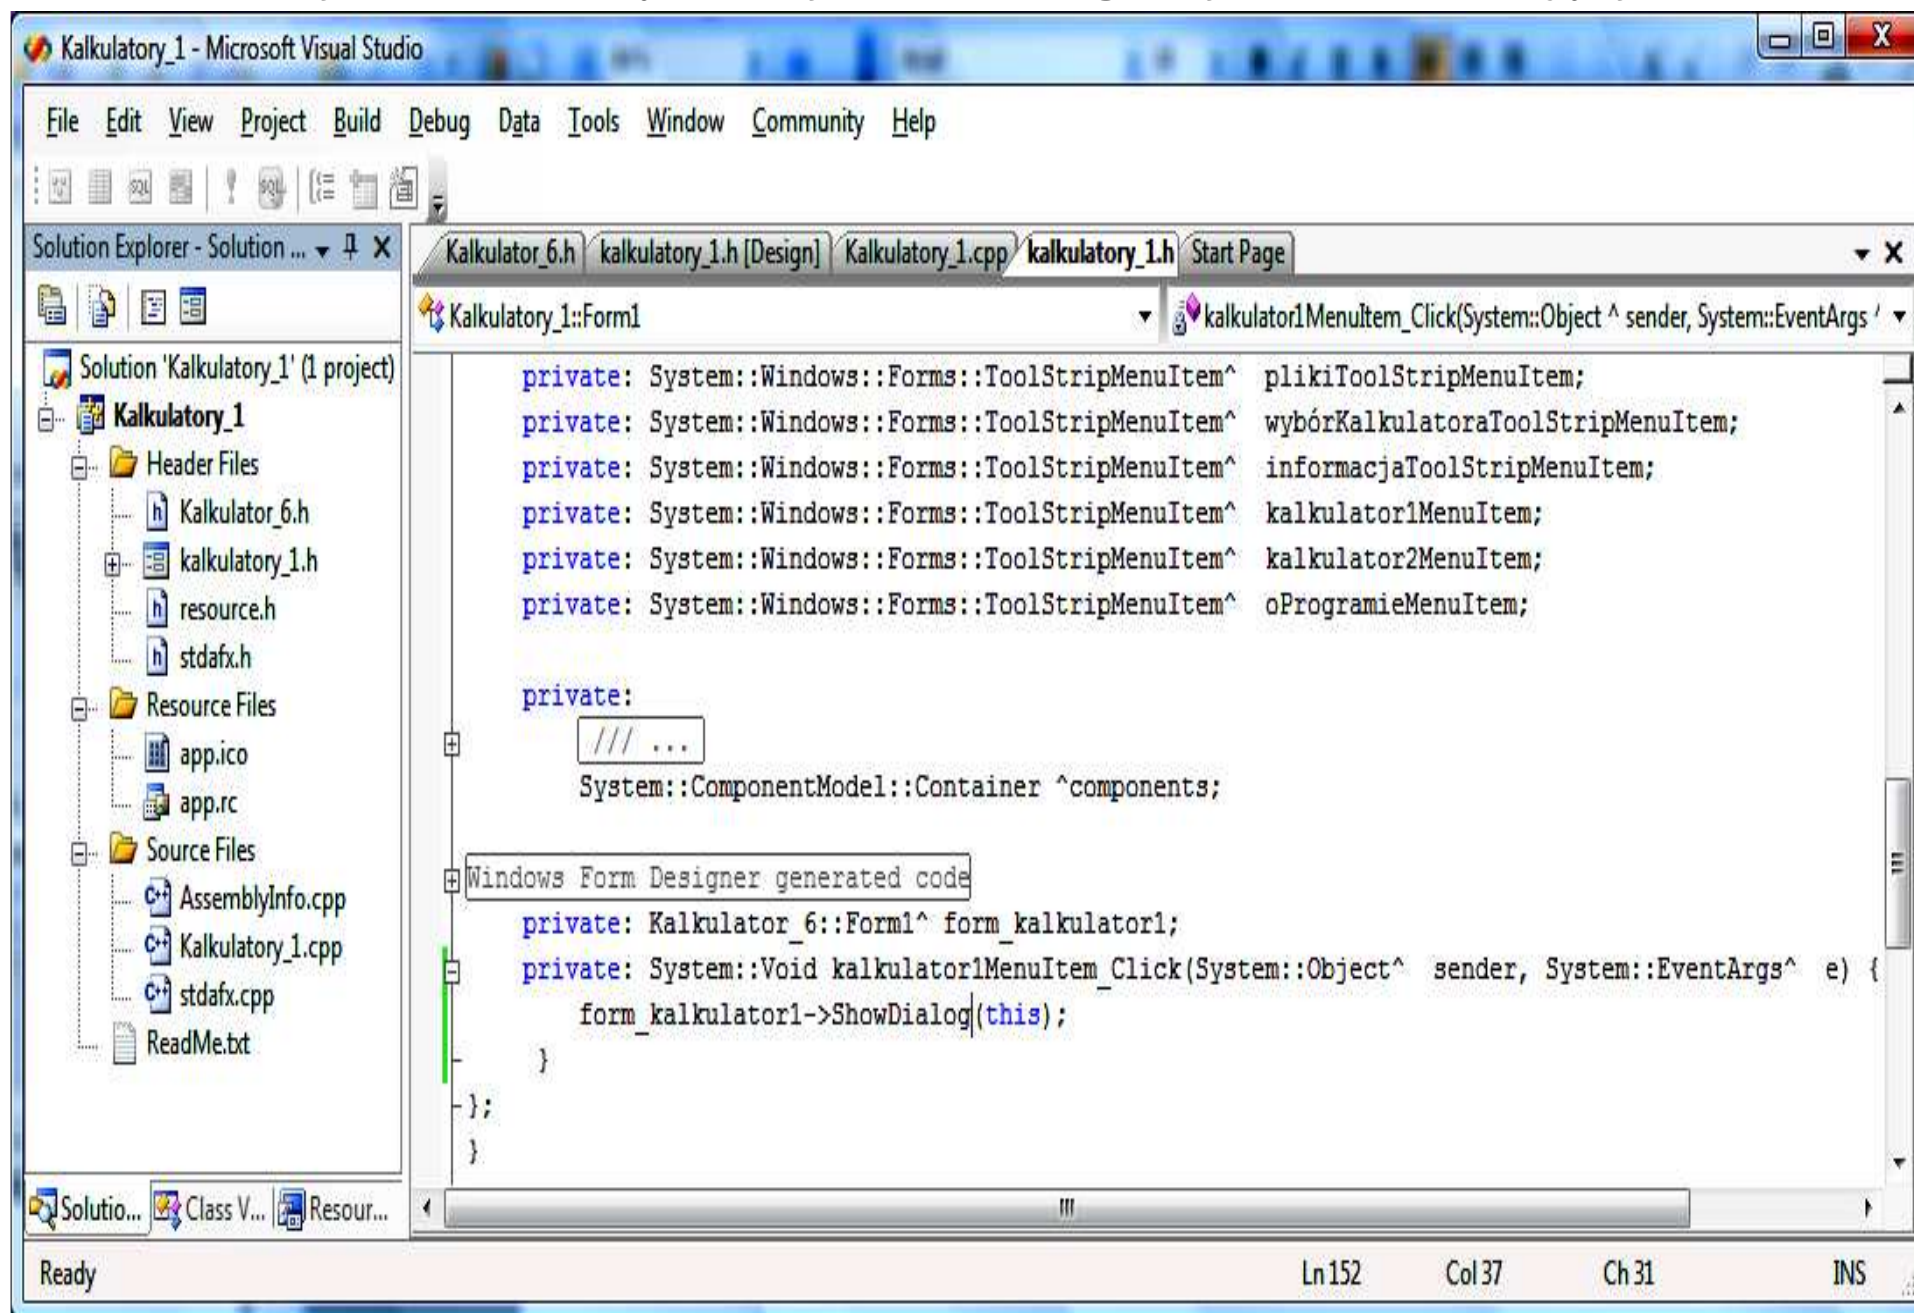 Kalkulatory_1 - Microsoft Visual Studio
File Edit View Project Build Debug Data Tools Window Community Help
Solution Explorer - Solution ...
Solution 'Kalkulatory_1' (1 project)
Kalkulatory_1
Header Files
Kalkulator_6.h
kalkulatory_1.h
resource.h
stdafx.h
Resource Files
app.ico
app.rc
Source Files
AssemblyInfo.cpp
Kalkulatory_1.cpp
stdafx.cpp
ReadMe.txt
Solutio... Class V... Resour...
Kalkulator_6.h kalkulatory_1.h [Design] Kalkulatory_1.cpp kalkulatory_1.h Start Page
Kalkulatory_1::Form1 kalkulator1MenuItem_Click(System::Object ^ sender, System::EventArgs ^
private: System::Windows::Forms::ToolStripMenuItem^ plikiToolStripMenuItem;
private: System::Windows::Forms::ToolStripMenuItem^ wybórKalkulatoraToolStripMenuItem;
private: System::Windows::Forms::ToolStripMenuItem^ informacjaToolStripMenuItem;
private: System::Windows::Forms::ToolStripMenuItem^ kalkulator1MenuItem;
private: System::Windows::Forms::ToolStripMenuItem^ kalkulator2MenuItem;
private: System::Windows::Forms::ToolStripMenuItem^ oProgramieMenuItem;
private:
/// ...
System::ComponentModel::Container ^components;
Windows Form Designer generated code
private: Kalkulator_6::Form1^ form_kalkulator1;
private: System::Void kalkulator1MenuItem_Click(System::Object^ sender, System::EventArgs^ e) {
form_kalkulator1->ShowDialog(this);
}
};
}
Ready Ln 152 Col 37 Ch 31 INS